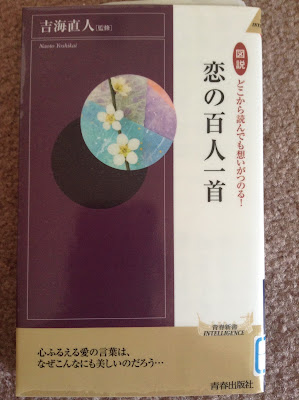 吉海直人[監修]
Naoto Yoshikai
図説
どこから読んでも想いがつのる!
恋の百人一首
青春新書
INTELLIGENCE
心ふるえる愛の言葉は、
なぜこんなにも美しいのだろう…
青春出版社